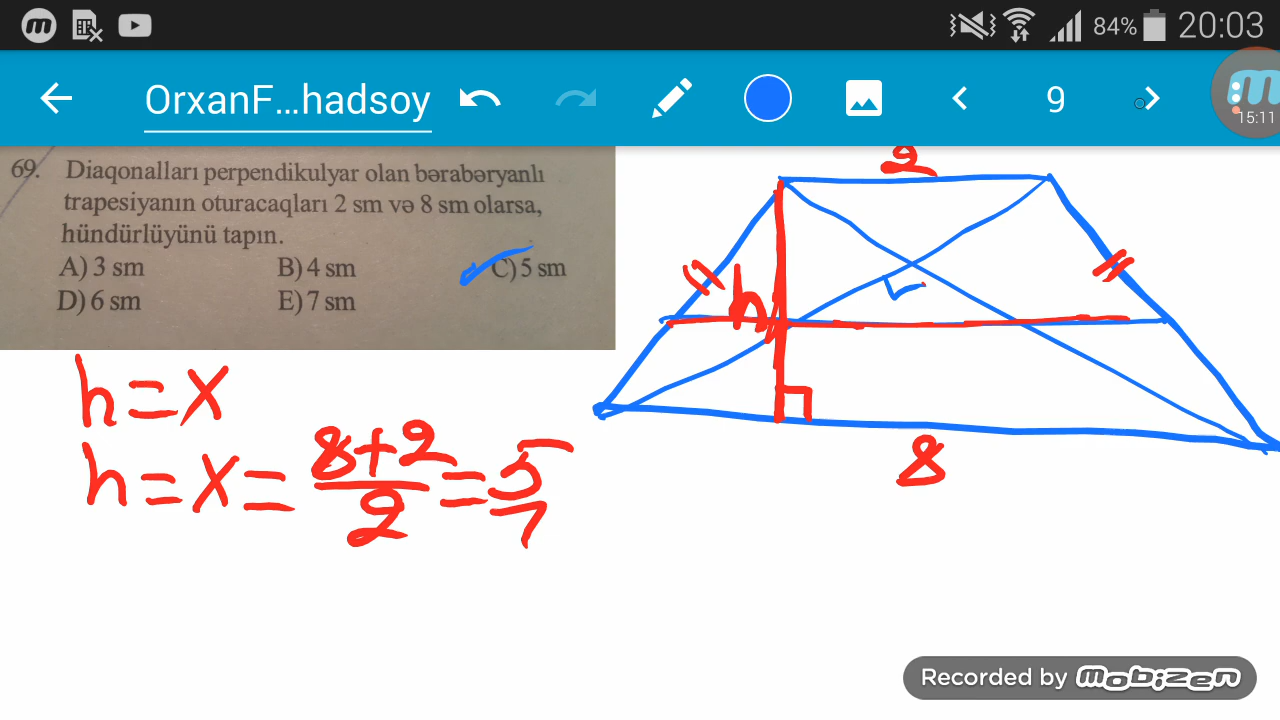 84% 20:03
OrxanF...hadsoy 9
15:11
69. Diaqonalları perpendikulyar olan bərabəryanlı
trapesiyanın oturacaqları 2 sm və 8 sm olarsa,
hündürlüyünü tapın.
A) 3 sm B) 4 sm C) 5 sm
D) 6 sm E) 7 sm
2
h
8
h = x
h = x = 8+2/2 = 5
Recorded by mobizen